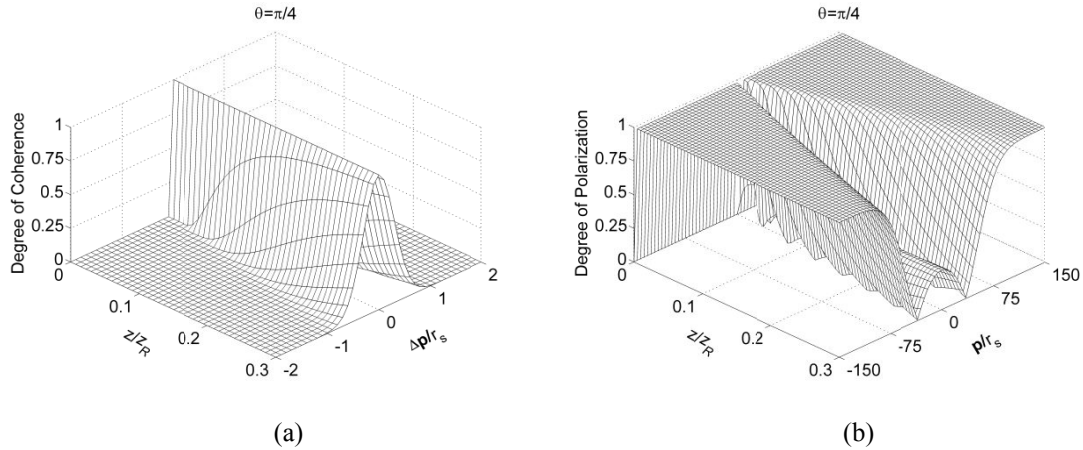 θ=π/4
Degree of Coherence
1
0.75
0.5
0.25
0
0
0.1
0.2
0.3
z/z_R
-2
-1
0
1
2
Δp/r_s
(a)
θ=π/4
Degree of Polarization
1
0.75
0.5
0.25
0
0
0.1
0.2
0.3
z/z_R
-150
-75
0
75
150
p/r_s
(b)